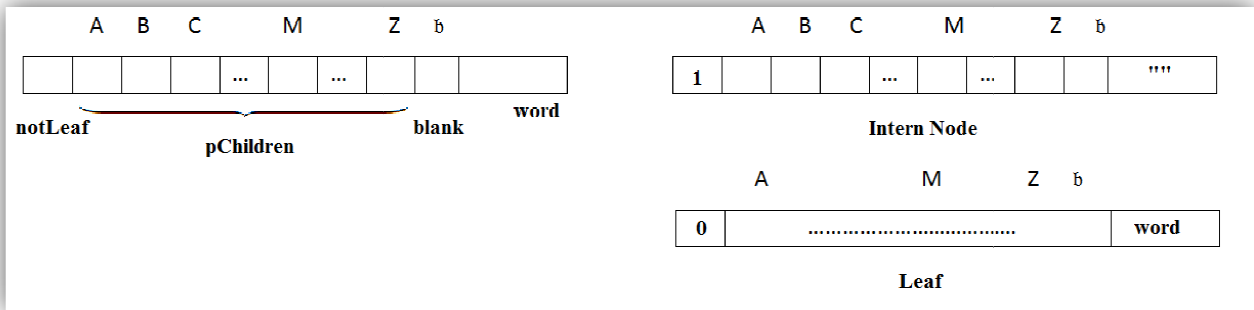 A B C M Z ƀ
... ...
notLeaf pChildren blank word
A B C M Z ƀ
1 ... ... ""
Intern Node
A M Z ƀ
0 .................................... word
Leaf